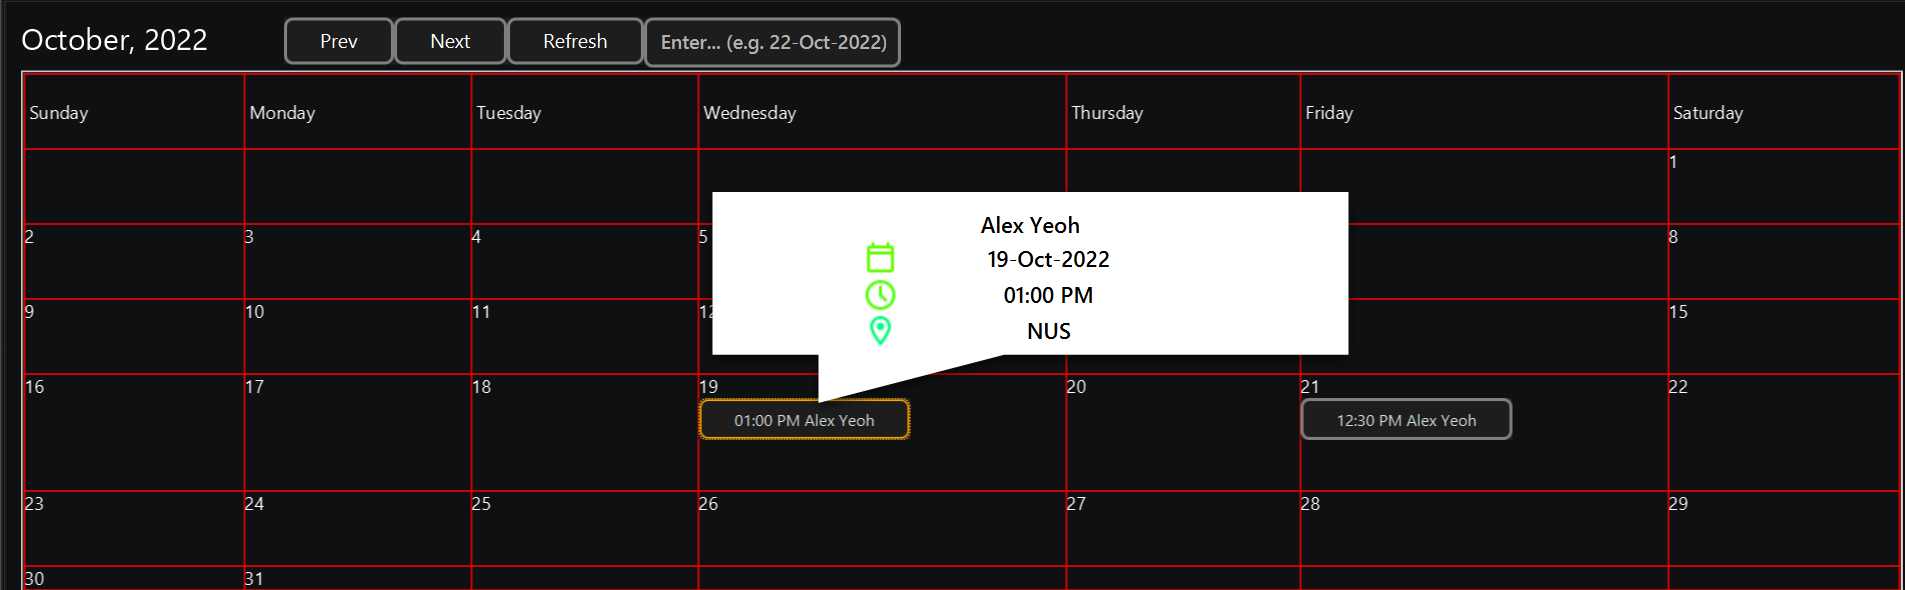 October, 2022 Prev Next Refresh Enter... (e.g. 22-Oct-2022)
Sunday Monday Tuesday Wednesday Thursday Friday Saturday
1
Alex Yeoh
2 3 4 5 8
19-Oct-2022
01:00 PM
9 10 11 15
NUS
16 17 18 19 20 21 22
01:00 PM Alex Yeoh 12:30 PM Alex Yeoh
23 24 25 26 27 28 29
30 31